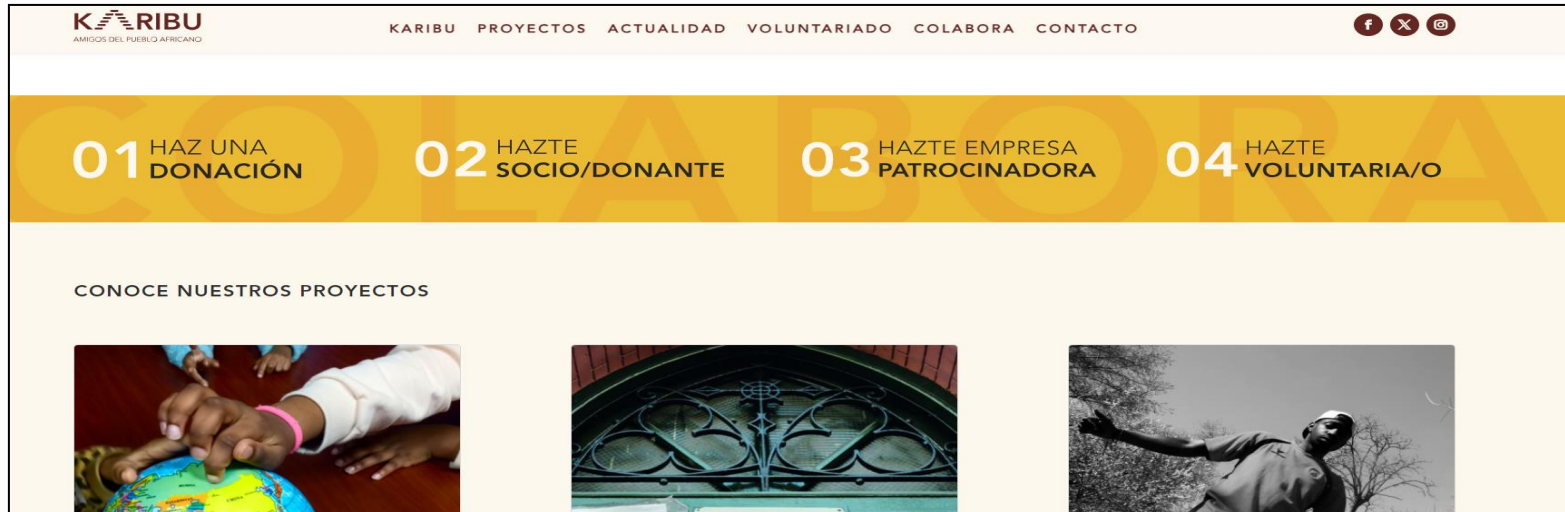 KARIBU
AMIGOS DEL PUEBLO AFRICANO
KARIBU PROYECTOS ACTUALIDAD VOLUNTARIADO COLABORA CONTACTO
COLABORA
01 HAZ UNA
DONACIÓN
02 HAZTE
SOCIO/DONANTE
03 HAZTE EMPRESA
PATROCINADORA
04 HAZTE
VOLUNTARIA/O
CONOCE NUESTROS PROYECTOS